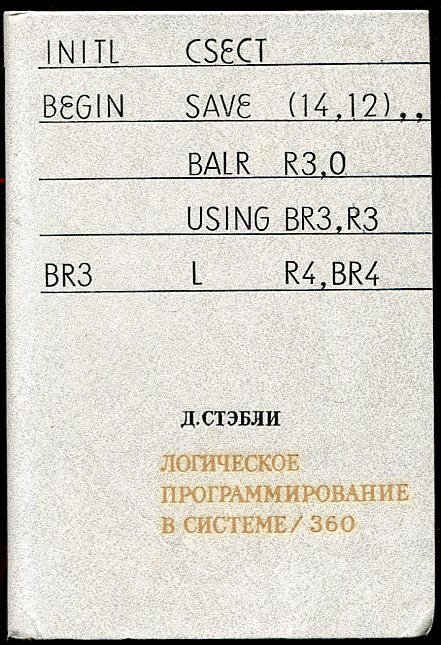 INITL CSECT
BEGIN SAVE (14,12),,
BALR R3,0
USING BR3,R3
BR3 L R4,BR4
Д.СТЭБЛИ
ЛОГИЧЕСКОЕ
ПРОГРАММИРОВАНИЕ
В СИСТЕМЕ/360